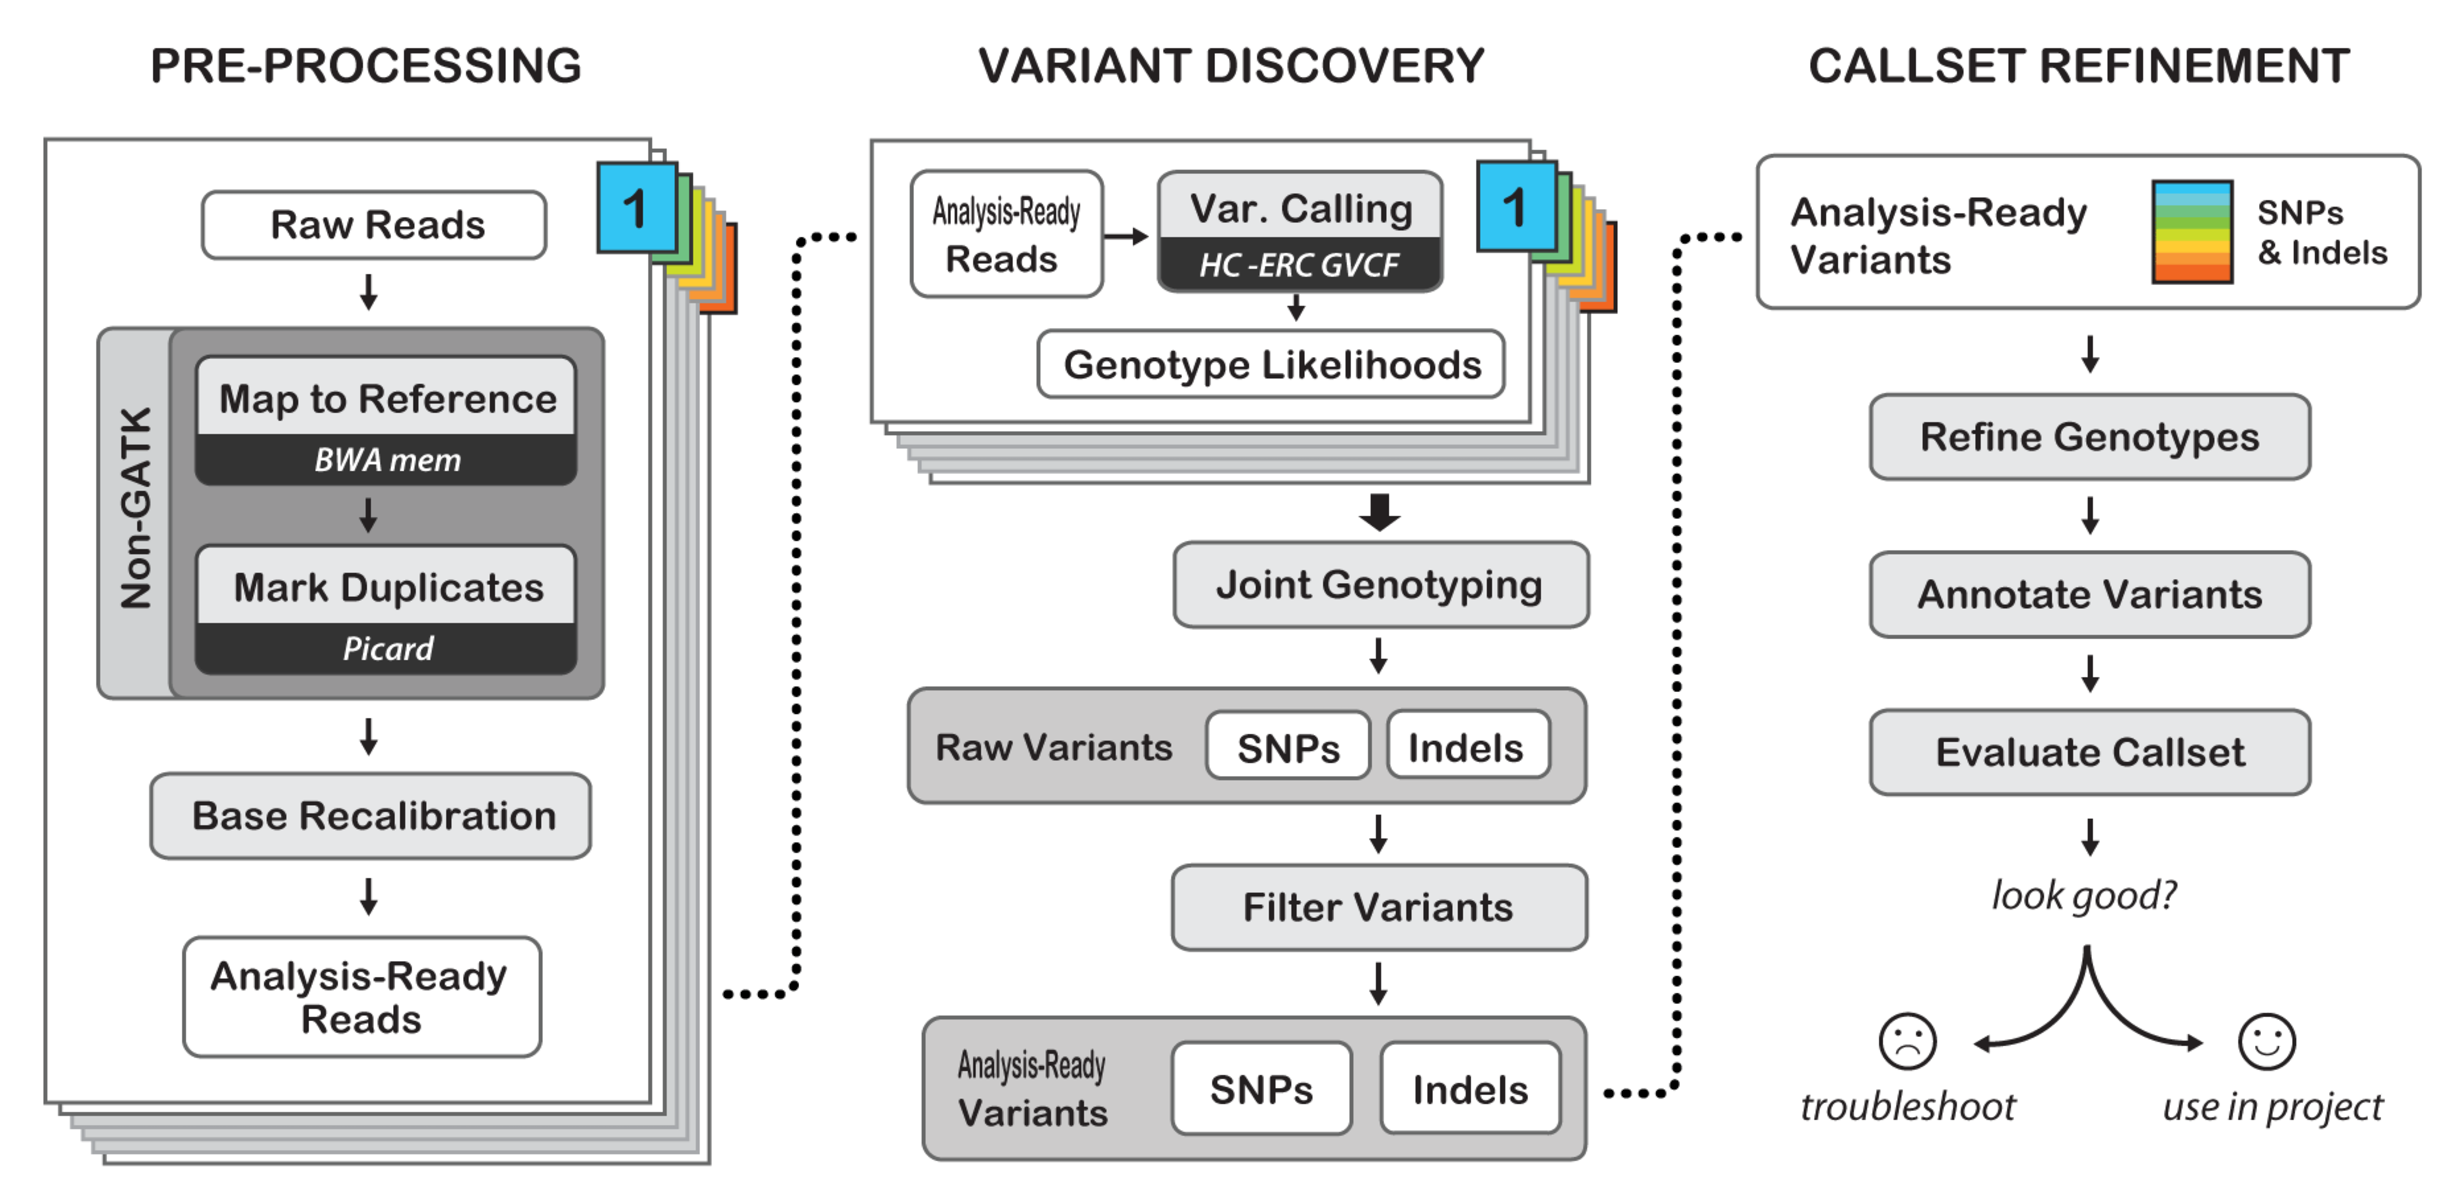 PRE-PROCESSING
1
Raw Reads
Non-GATK
Map to Reference
BWA mem
Mark Duplicates
Picard
Base Recalibration
Analysis-Ready
Reads
VARIANT DISCOVERY
1
Analysis-Ready
Reads
Var. Calling
HC -ERC GVCF
Genotype Likelihoods
Joint Genotyping
Raw Variants
SNPs
Indels
Filter Variants
Analysis-Ready
Variants
SNPs
Indels
CALLSET REFINEMENT
Analysis-Ready
Variants
SNPs
& Indels
Refine Genotypes
Annotate Variants
Evaluate Callset
look good?
troubleshoot
use in project